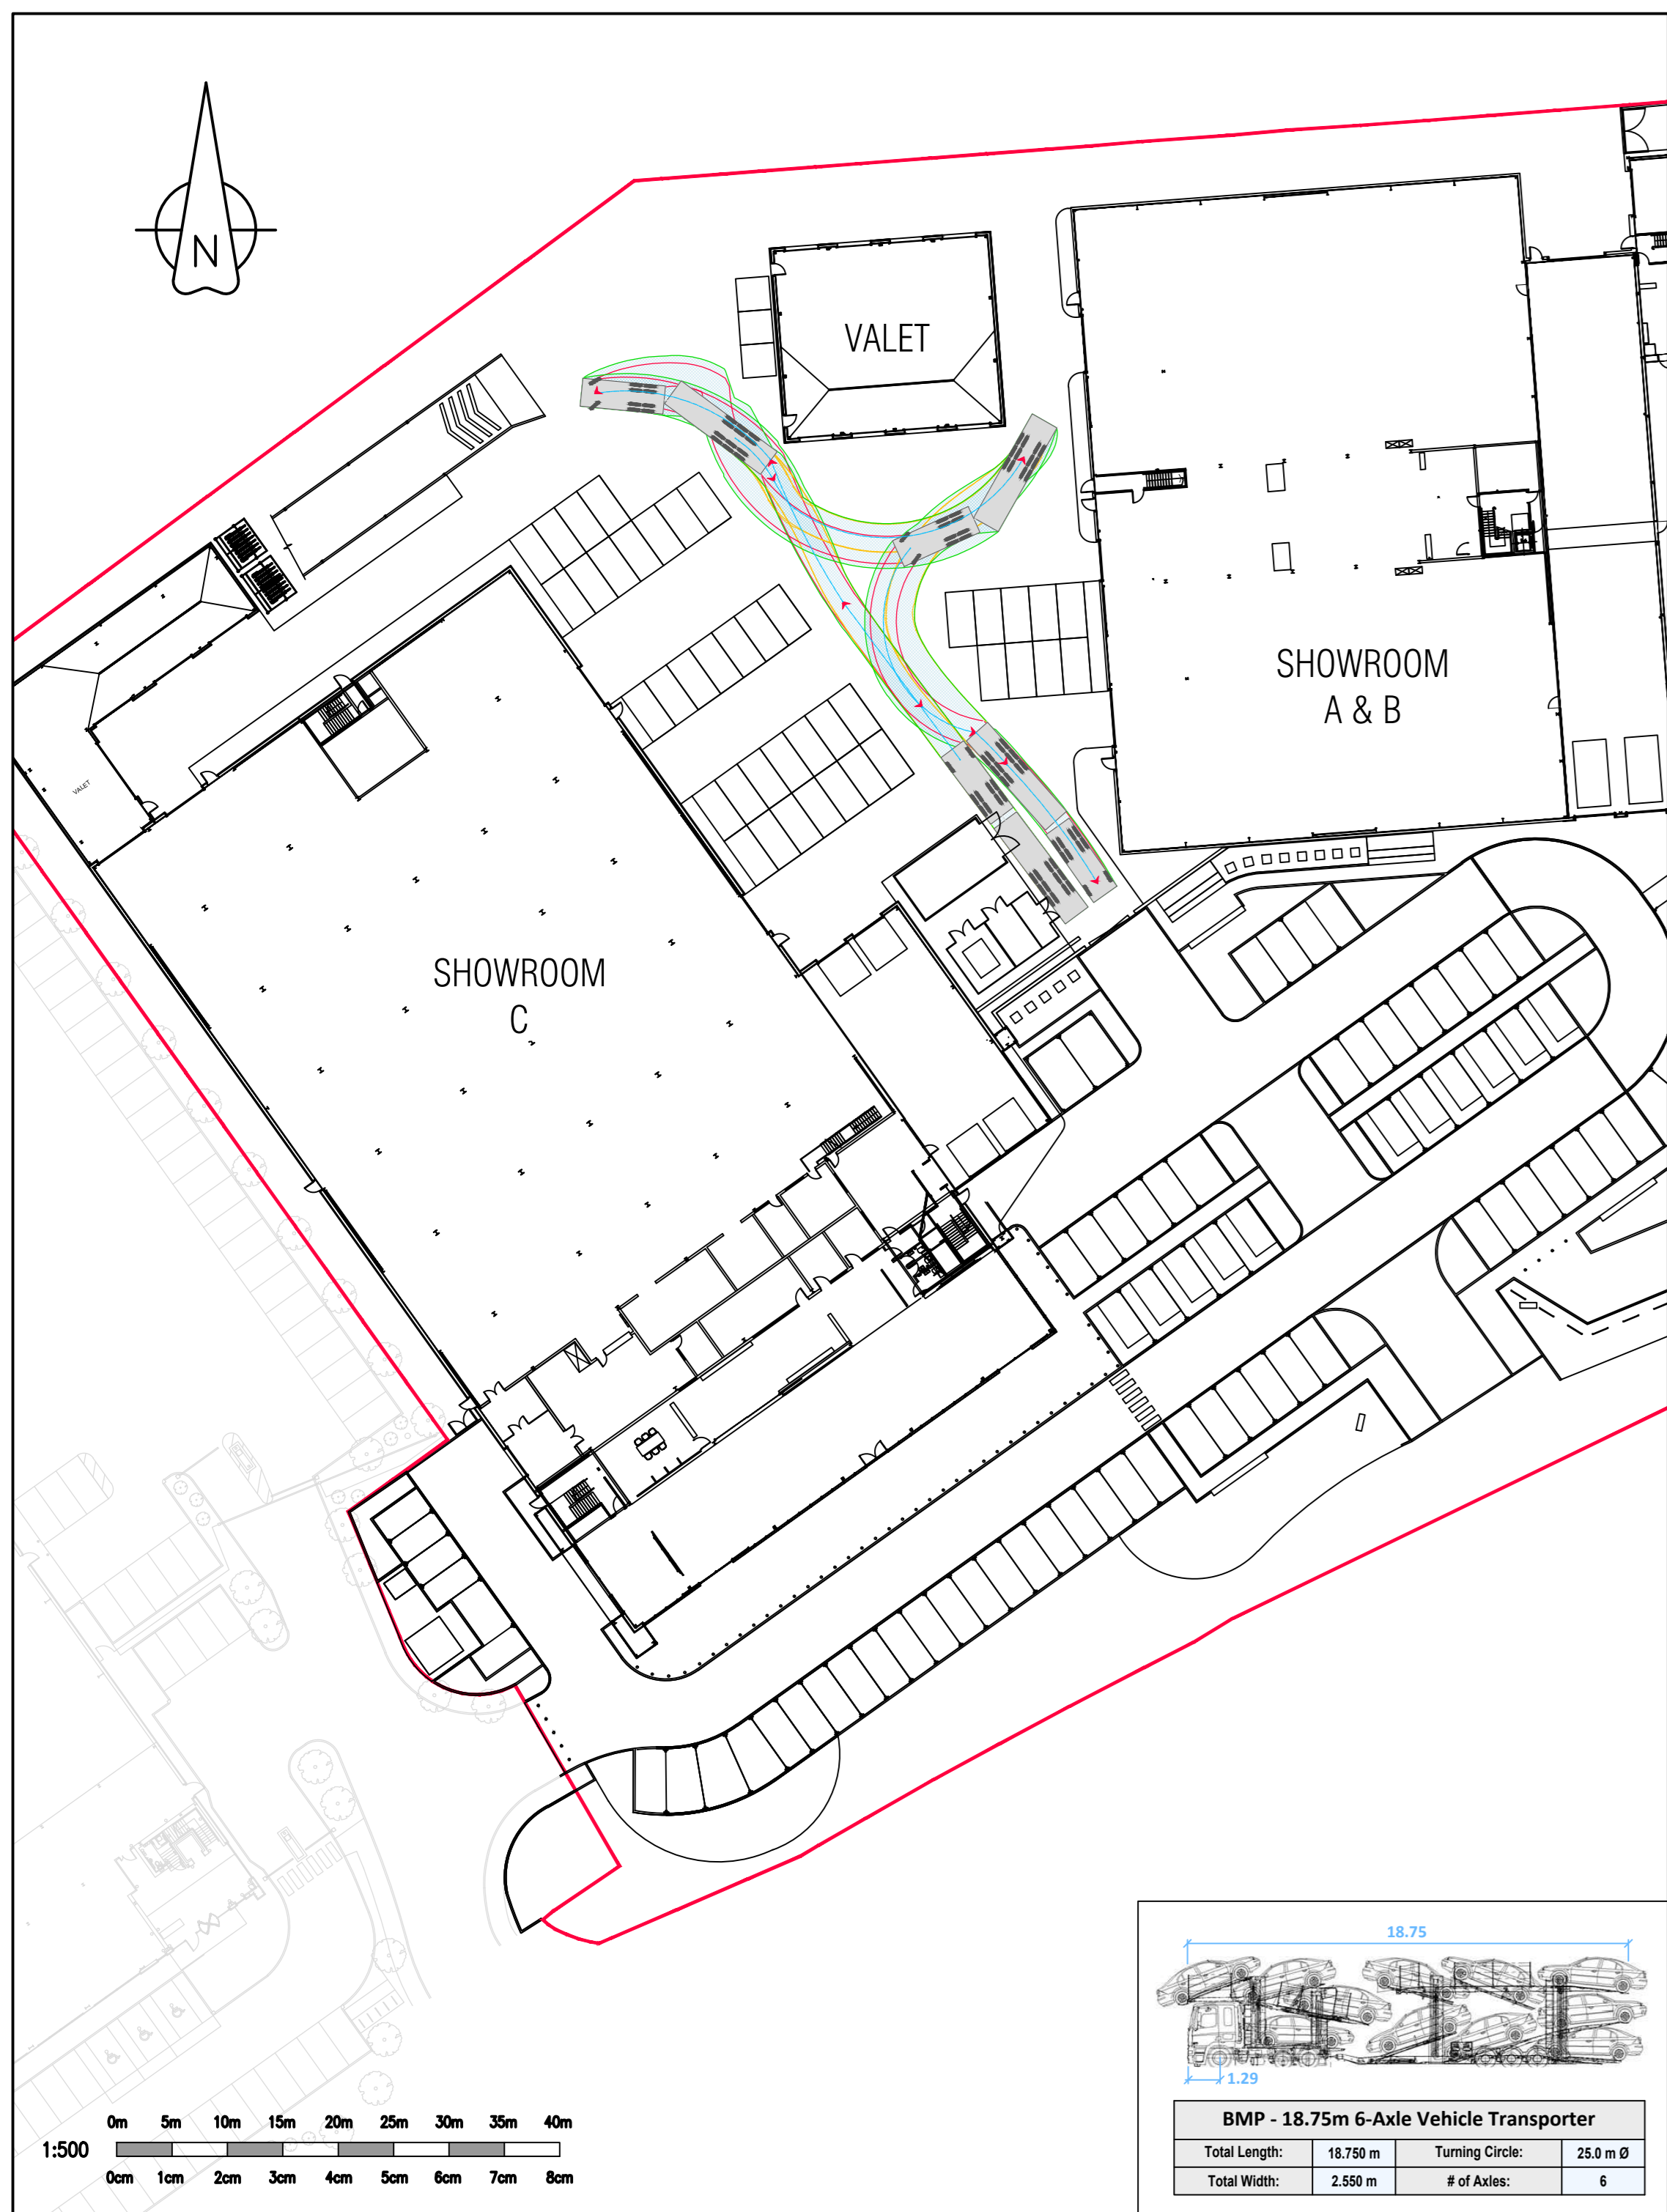 N
VALET
SHOWROOM
A & B
VALET
SHOWROOM
C
18.75
1.29
BMP - 18.75m 6-Axle Vehicle Transporter
Total Length: 18.750 m Turning Circle: 25.0 m Ø
Total Width: 2.550 m # of Axles: 6
0m 5m 10m 15m 20m 25m 30m 35m 40m
1:500
0cm 1cm 2cm 3cm 4cm 5cm 6cm 7cm 8cm